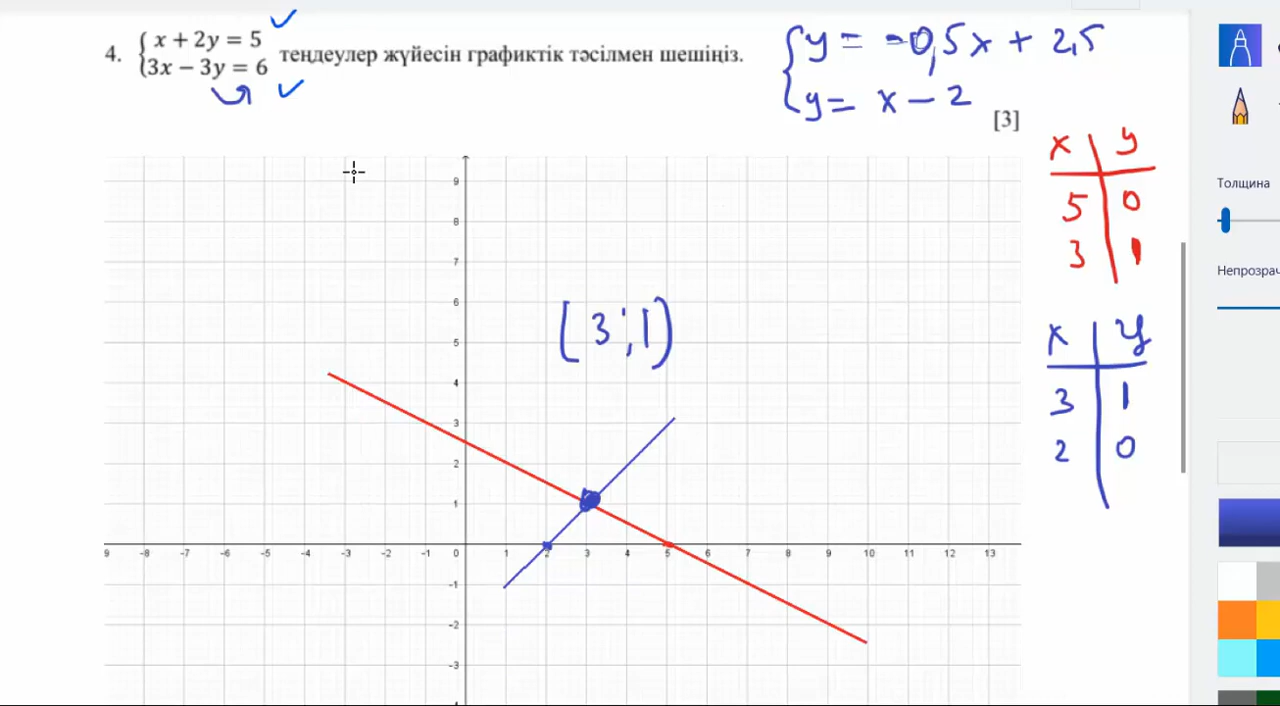 4. { x + 2y = 5
3x − 3y = 6 теңдеулер жүйесін графиктік тәсілмен шешіңіз.
{ y = -0,5x + 2,5
y = x − 2
[3]
x y
5 0
3 1
x y
3 1
2 0
(3;1)
9
8
7
6
5
4
3
2
1
9 -8 -7 -6 -5 -4 -3 -2 -1 0 1 2 3 4 5 6 7 8 9 10 11 12 13
-1
-2
-3
Толщина
Непрозрач